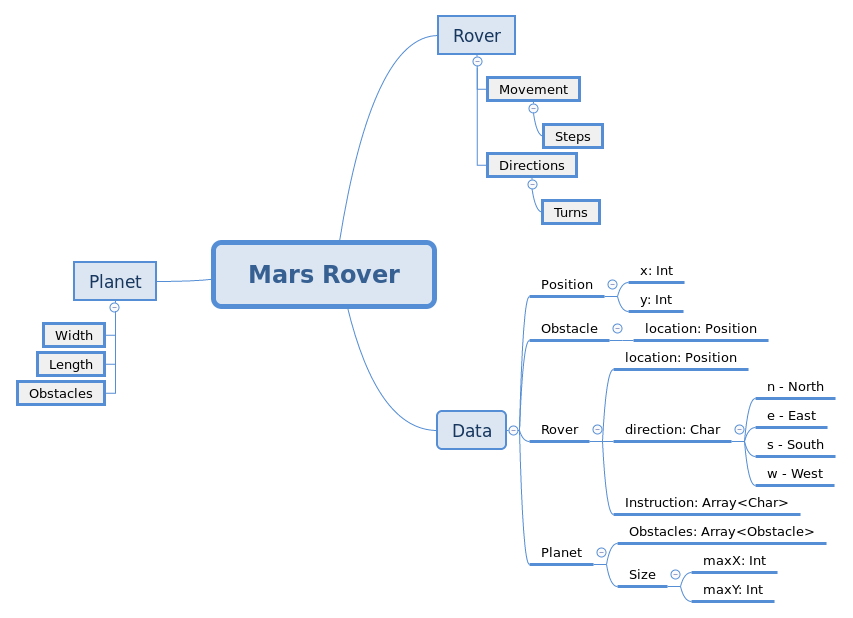 Rover
Movement
Steps
Directions
Turns
Mars Rover
Planet
Width
Length
Obstacles
Data
Position
x: Int
y: Int
Obstacle
location: Position
Rover
location: Position
direction: Char
n - North
e - East
s - South
w - West
Instruction: Array<Char>
Planet
Obstacles: Array<Obstacle>
Size
maxX: Int
maxY: Int